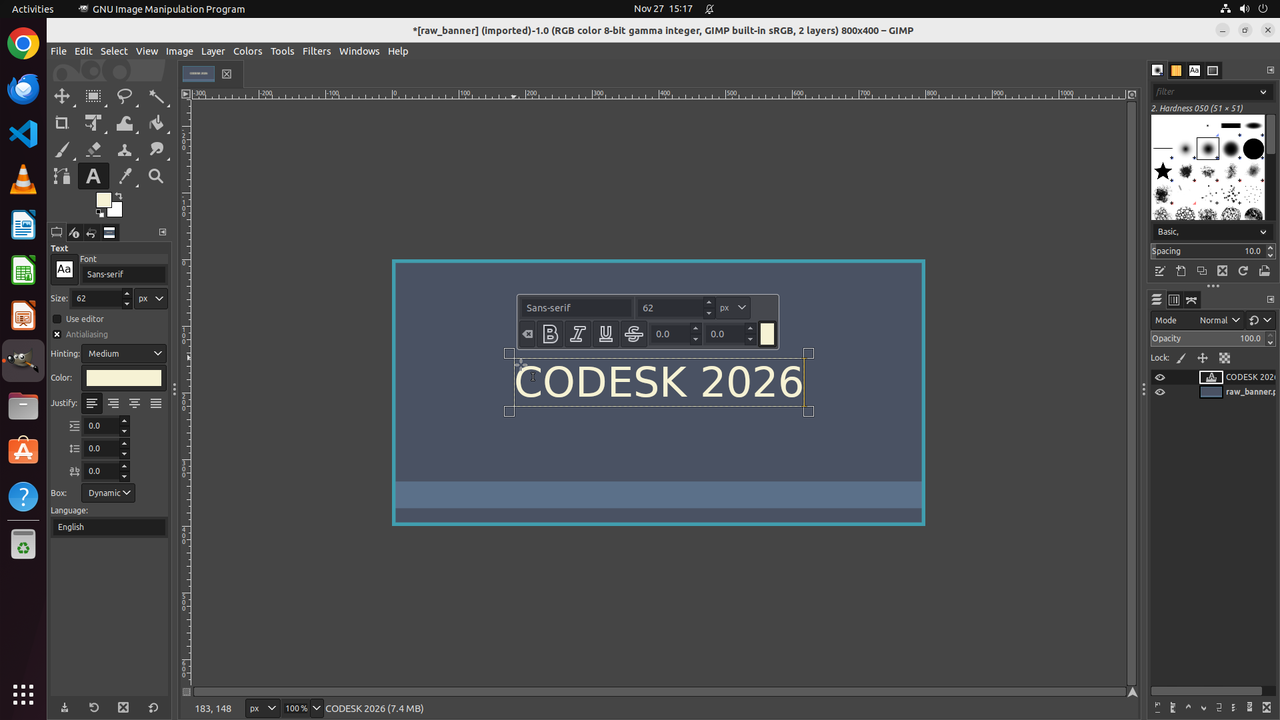 Activities
GNU Image Manipulation Program
Nov 27 15:17
*[raw_banner] (imported)-1.0 (RGB color 8-bit gamma integer, GIMP built-in sRGB, 2 layers) 800x400 – GIMP
File Edit Select View Image Layer Colors Tools Filters Windows Help
filter
2. Hardness 050 (51 × 51)
Basic,
Spacing 10.0
Mode Normal
Opacity 100.0
Lock:
CODESK 202
raw_banner.p
Text
Font
Aa Sans-serif
Size: 62 px
Use editor
Antialiasing
Hinting: Medium
Color:
Justify:
0.0
0.0
0.0
Box: Dynamic
Language:
English
Sans-serif 62 px
0.0 0.0
CODESK 2026
183, 148 px 100 % CODESK 2026 (7.4 MB)